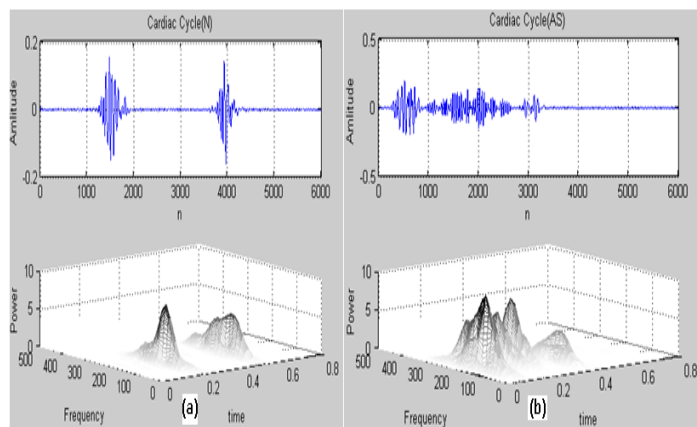 Cardiac Cycle(N)
0.2
0
-0.2
Amlitude
0 1000 2000 3000 4000 5000 6000
n
Cardiac Cycle(AS)
0.5
0
-0.5
Amlitude
0 1000 2000 3000 4000 5000 6000
n
10
5
0
Power
500 400 300 200 100 0
Frequency
0 0.2 0.4 0.6 0.8
time
(a)
10
5
0
Power
500 400 300 200 100 0
Frequency
0 0.2 0.4 0.6 0.8
time
(b)